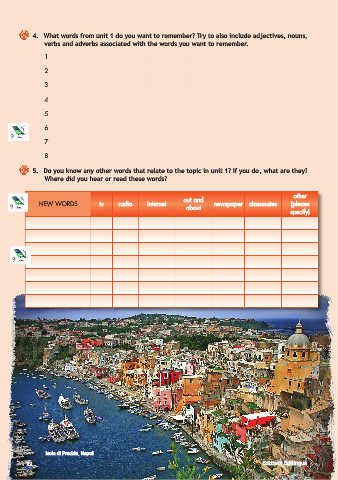 4. What words from unit 1 do you want to remember? Try to also include adjectives, nouns,
verbs and adverbs associated with the words you want to remember.
1
2
3
4
5
6
7
8
5. Do you know any other words that relate to the topic in unit 1? If you do, what are they?
Where did you hear or read these words?
NEW WORDS tv radio internet out and about newspaper classmates other (please specify)
Isola di Procida, Napoli